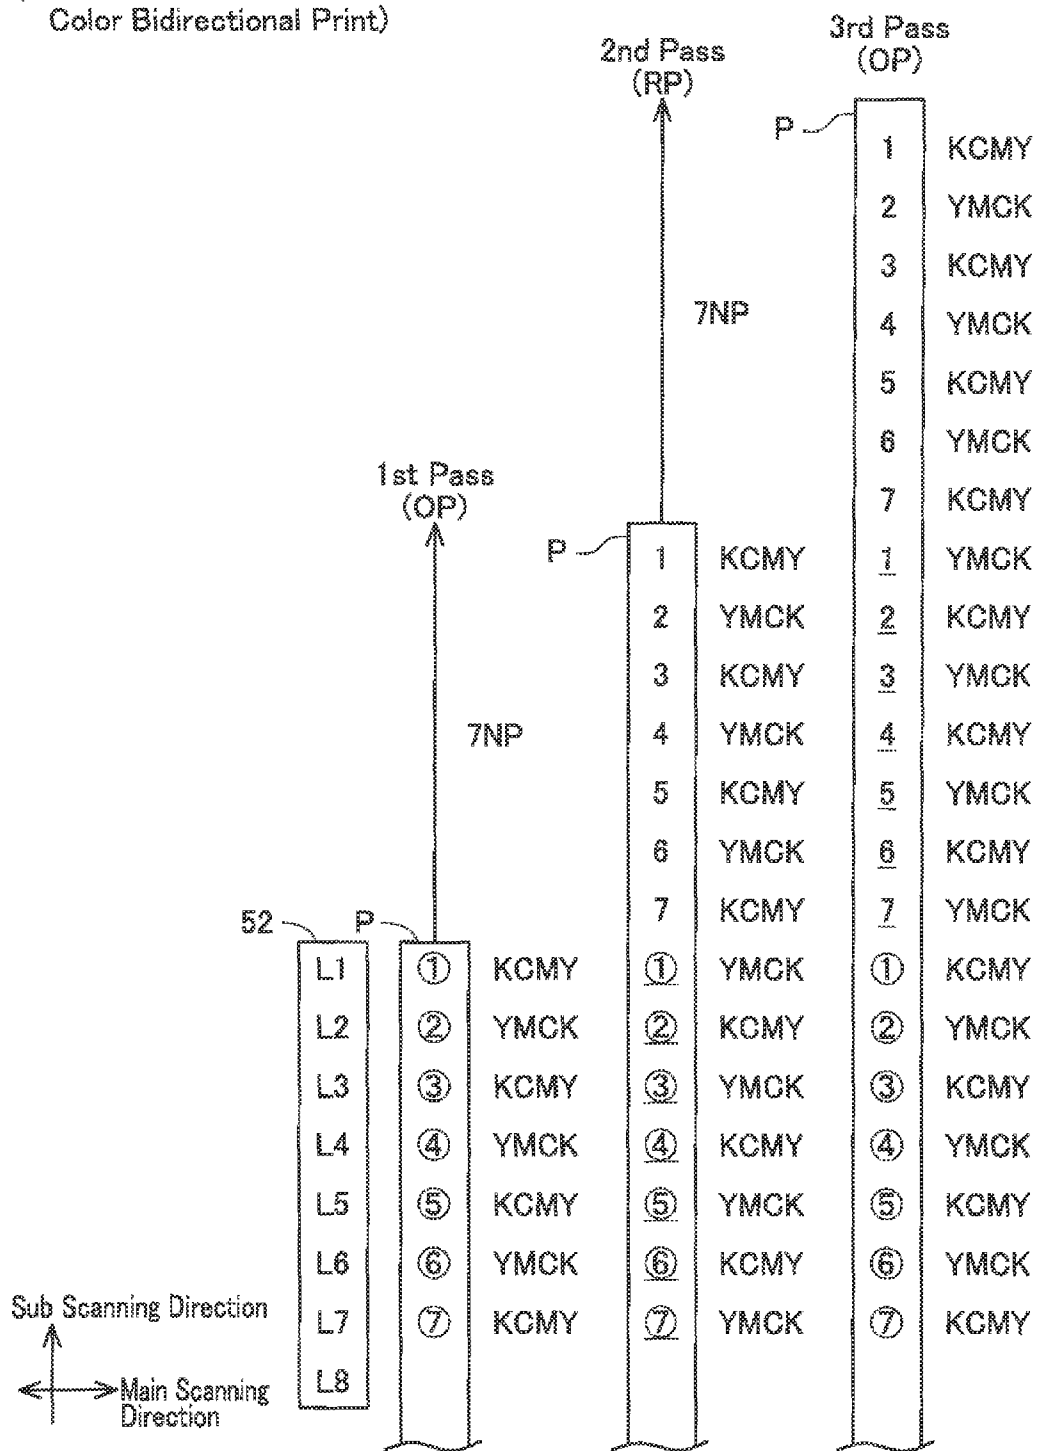 Color Bidirectional Print)
3rd Pass
(OP)
2nd Pass
(RP)
P
1 KCMY
2 YMCK
3 KCMY
7NP
4 YMCK
5 KCMY
6 YMCK
1st Pass
(OP)
7 KCMY
P 1 KCMY 1 YMCK
2 YMCK 2 KCMY
3 KCMY 3 YMCK
7NP 4 YMCK 4 KCMY
5 KCMY 5 YMCK
6 YMCK 6 KCMY
7 KCMY 7 YMCK
52 P
L1 ① KCMY ① YMCK ① KCMY
L2 ② YMCK ② KCMY ② YMCK
L3 ③ KCMY ③ YMCK ③ KCMY
L4 ④ YMCK ④ KCMY ④ YMCK
L5 ⑤ KCMY ⑤ YMCK ⑤ KCMY
L6 ⑥ YMCK ⑥ KCMY ⑥ YMCK
L7 ⑦ KCMY ⑦ YMCK ⑦ KCMY
L8
Sub Scanning Direction
Main Scanning
Direction